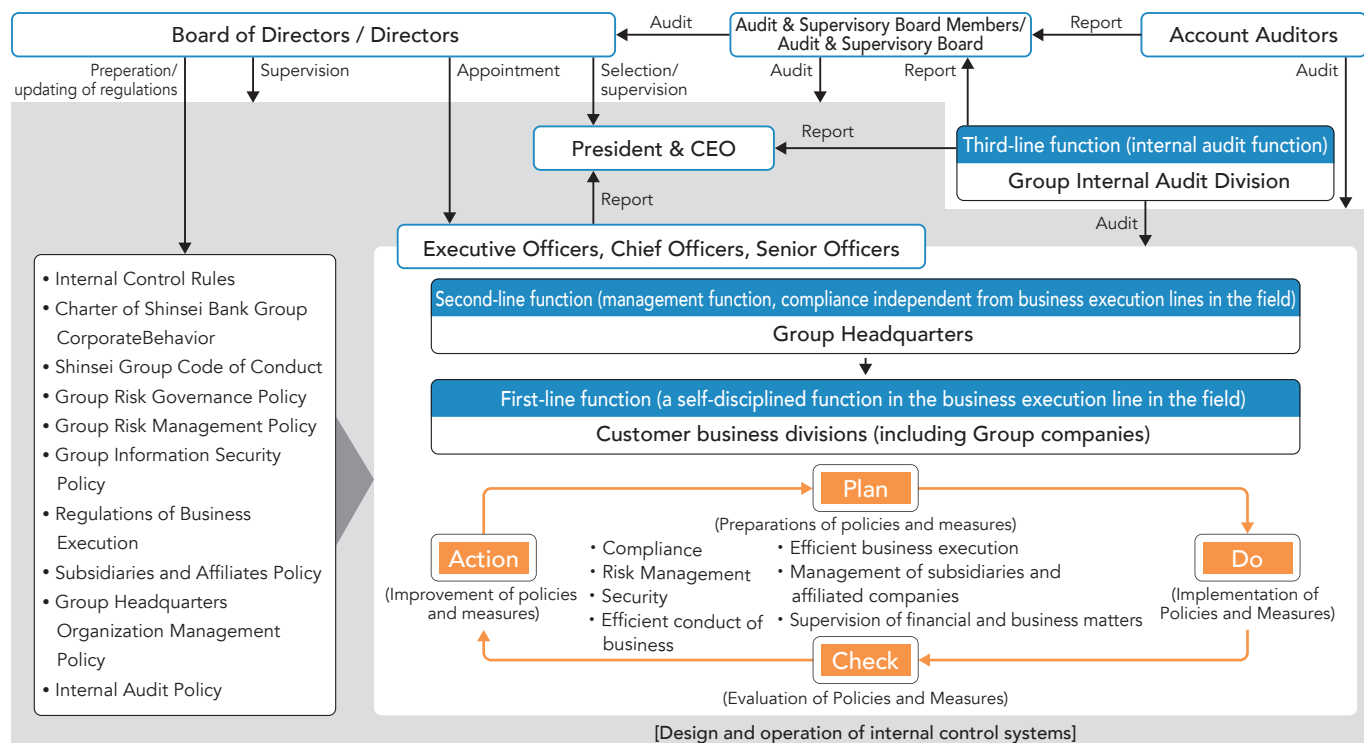 Board of Directors / Directors
Audit
Audit & Supervisory Board Members/
Audit & Supervisory Board
Report
Account Auditors
Preperation/
updating of regulations
Supervision
Appointment
Selection/
supervision
Audit
Report
Audit
President & CEO
Report
Third-line function (internal audit function)
Group Internal Audit Division
Report
Audit
Executive Officers, Chief Officers, Senior Officers
• Internal Control Rules
• Charter of Shinsei Bank Group
CorporateBehavior
• Shinsei Group Code of Conduct
• Group Risk Governance Policy
• Group Risk Management Policy
• Group Information Security
Policy
• Regulations of Business
Execution
• Subsidiaries and Affiliates Policy
• Group Headquarters
Organization Management
Policy
• Internal Audit Policy
Second-line function (management function, compliance independent from business execution lines in the field)
Group Headquarters
First-line function (a self-disciplined function in the business execution line in the field)
Customer business divisions (including Group companies)
Plan
(Preparations of policies and measures)
Action
(Improvement of policies
and measures)
・Compliance
・Risk Management
・Security
・Efficient conduct of
business
・Efficient business execution
・Management of subsidiaries and
affiliated companies
・Supervision of financial and business matters
Do
(Implementation of
Policies and Measures)
Check
(Evaluation of Policies and Measures)
[Design and operation of internal control systems]